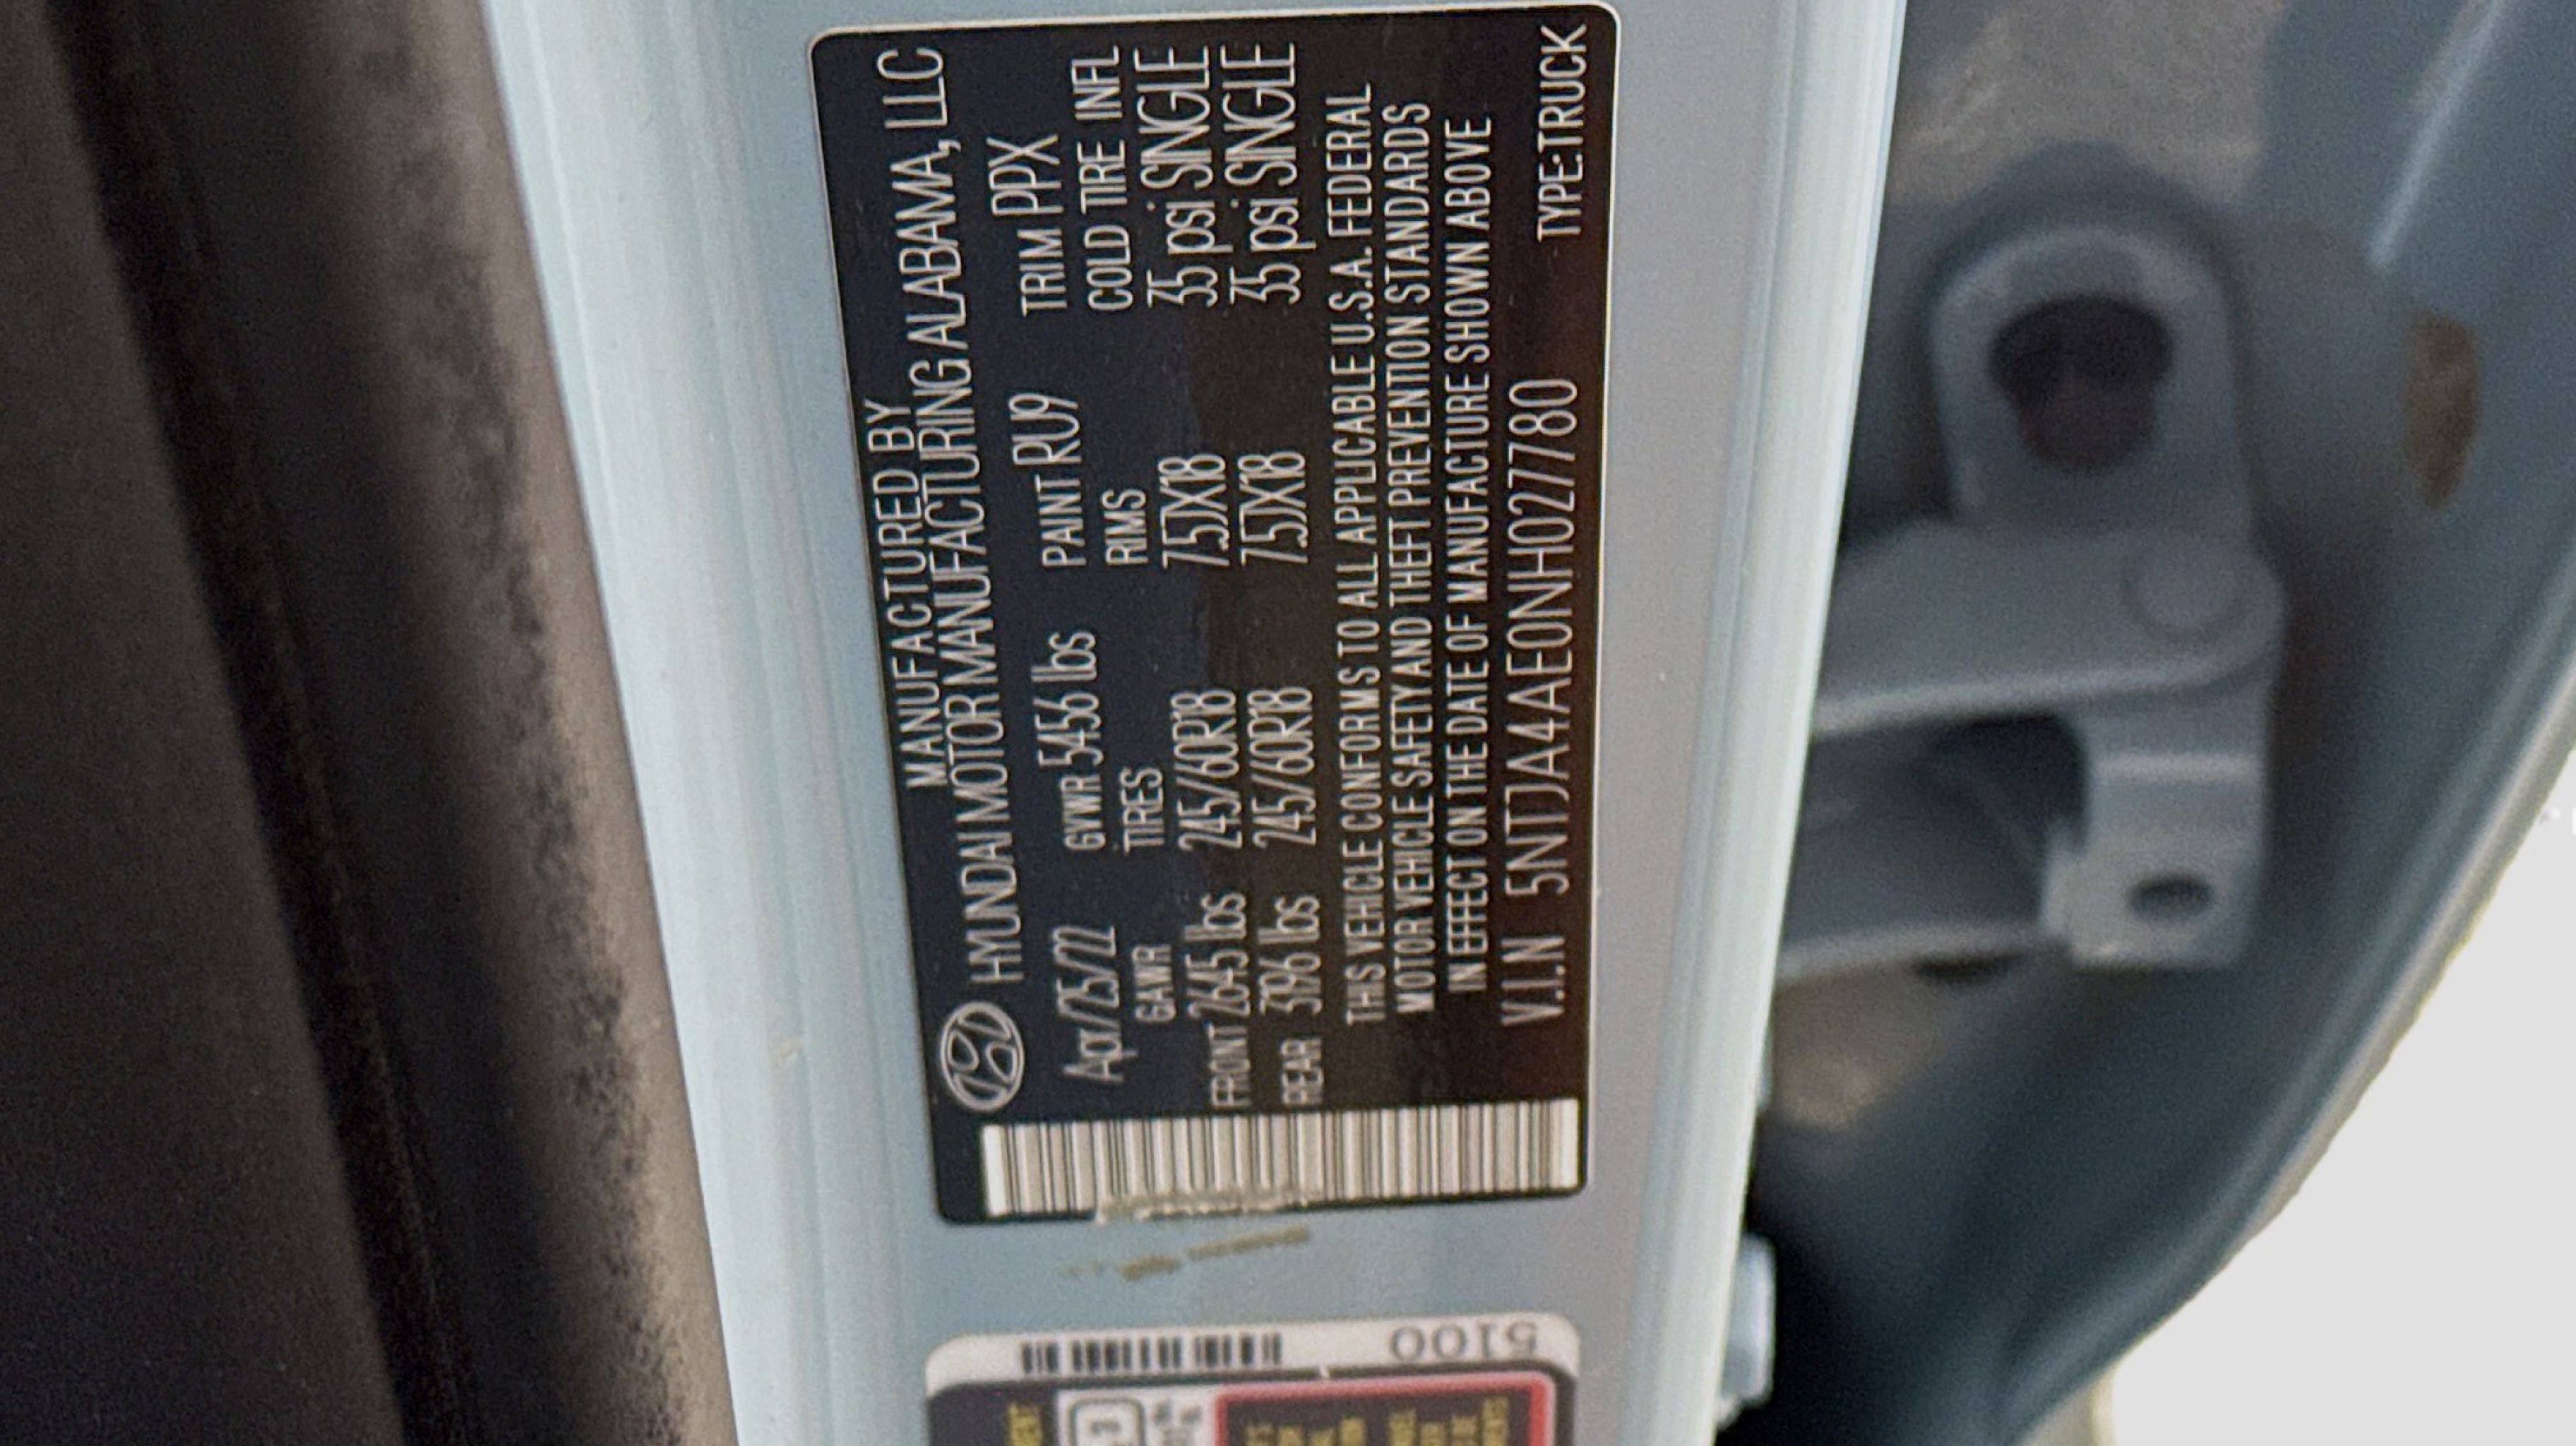 MANUFACTURED BY
HYUNDAI MOTOR MANUFACTURING ALABAMA, LLC
Apr/25/22 GVWR 5456 lbs PAINT RU9 TRIM PPX
GAWR TIRES RIMS COLD TIRE INFL
FRONT 2645 lbs 245/60R18 7.5JX18 35 psi SINGLE
REAR 3196 lbs 245/60R18 7.5JX18 35 psi SINGLE
THIS VEHICLE CONFORMS TO ALL APPLICABLE U.S.A. FEDERAL
MOTOR VEHICLE SAFETY AND THEFT PREVENTION STANDARDS
IN EFFECT ON THE DATE OF MANUFACTURE SHOWN ABOVE
V.I.N 5NTJA4AE0NH027780 TYPE:TRUCK
5100